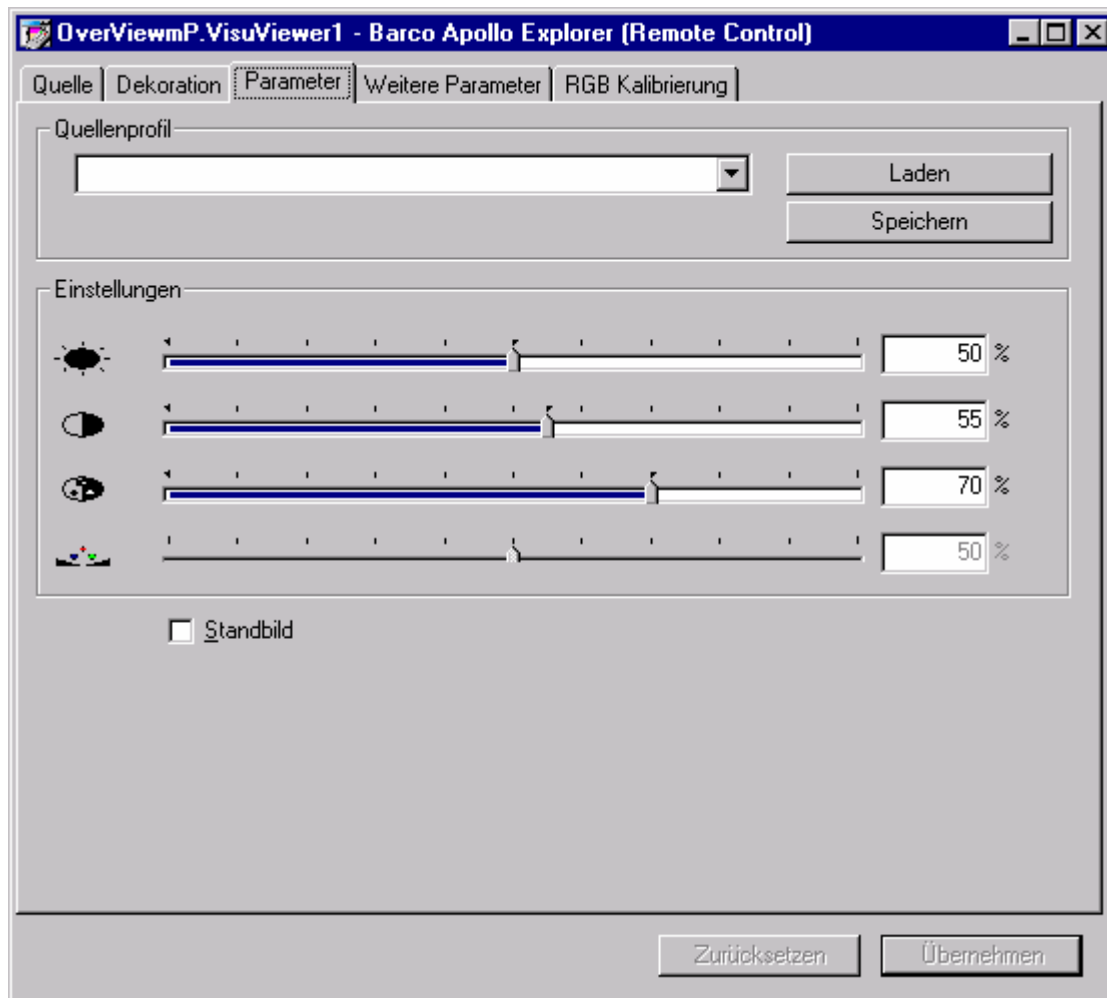 OverViewmP.VisuViewer1 - Barco Apollo Explorer (Remote Control)
Quelle Dekoration Parameter Weitere Parameter RGB Kalibrierung
Quellenprofil
Laden
Speichern
Einstellungen
50 %
55 %
70 %
50 %
Standbild
Zurücksetzen Übernehmen